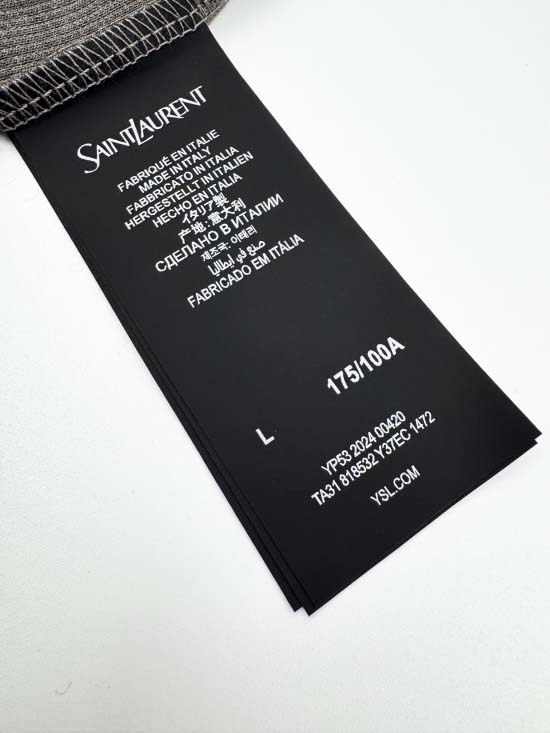 SAINT LAURENT
FABRIQUÉ EN ITALIE
MADE IN ITALY
FABBRICATO IN ITALIA
HERGESTELLT IN ITALIEN
HECHO EN ITALIA
イタリア製
产地:意大利
СДЕЛАНО В ИТАЛИИ
제조국: 이태리
صنع في ايطاليا
FABRICADO EM ITÁLIA
175/100A
L
YP53 2024 00420
TA31 818532 Y37EC 1472
YSL.COM